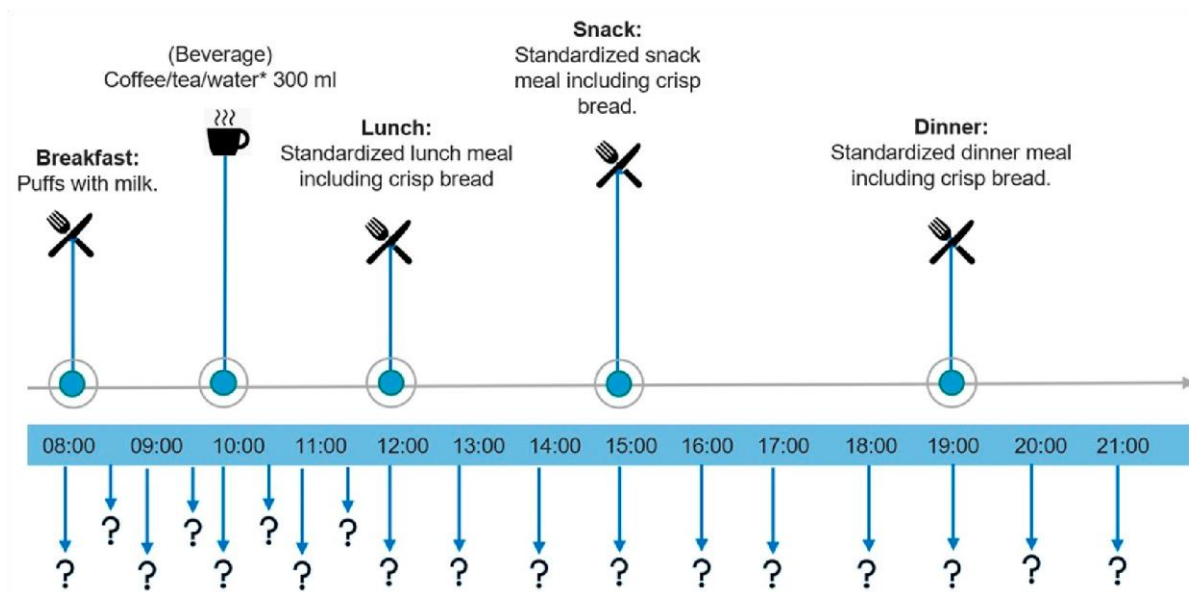 (Beverage)
Coffee/tea/water* 300 ml
Snack:
Standardized snack
meal including crisp
bread.
Breakfast:
Puffs with milk.
Lunch:
Standardized lunch meal
including crisp bread
Dinner:
Standardized dinner meal
including crisp bread.
08:00 09:00 10:00 11:00 12:00 13:00 14:00 15:00 16:00 17:00 18:00 19:00 20:00 21:00
? ? ? ?
? ? ? ? ? ? ? ? ? ? ? ? ? ?